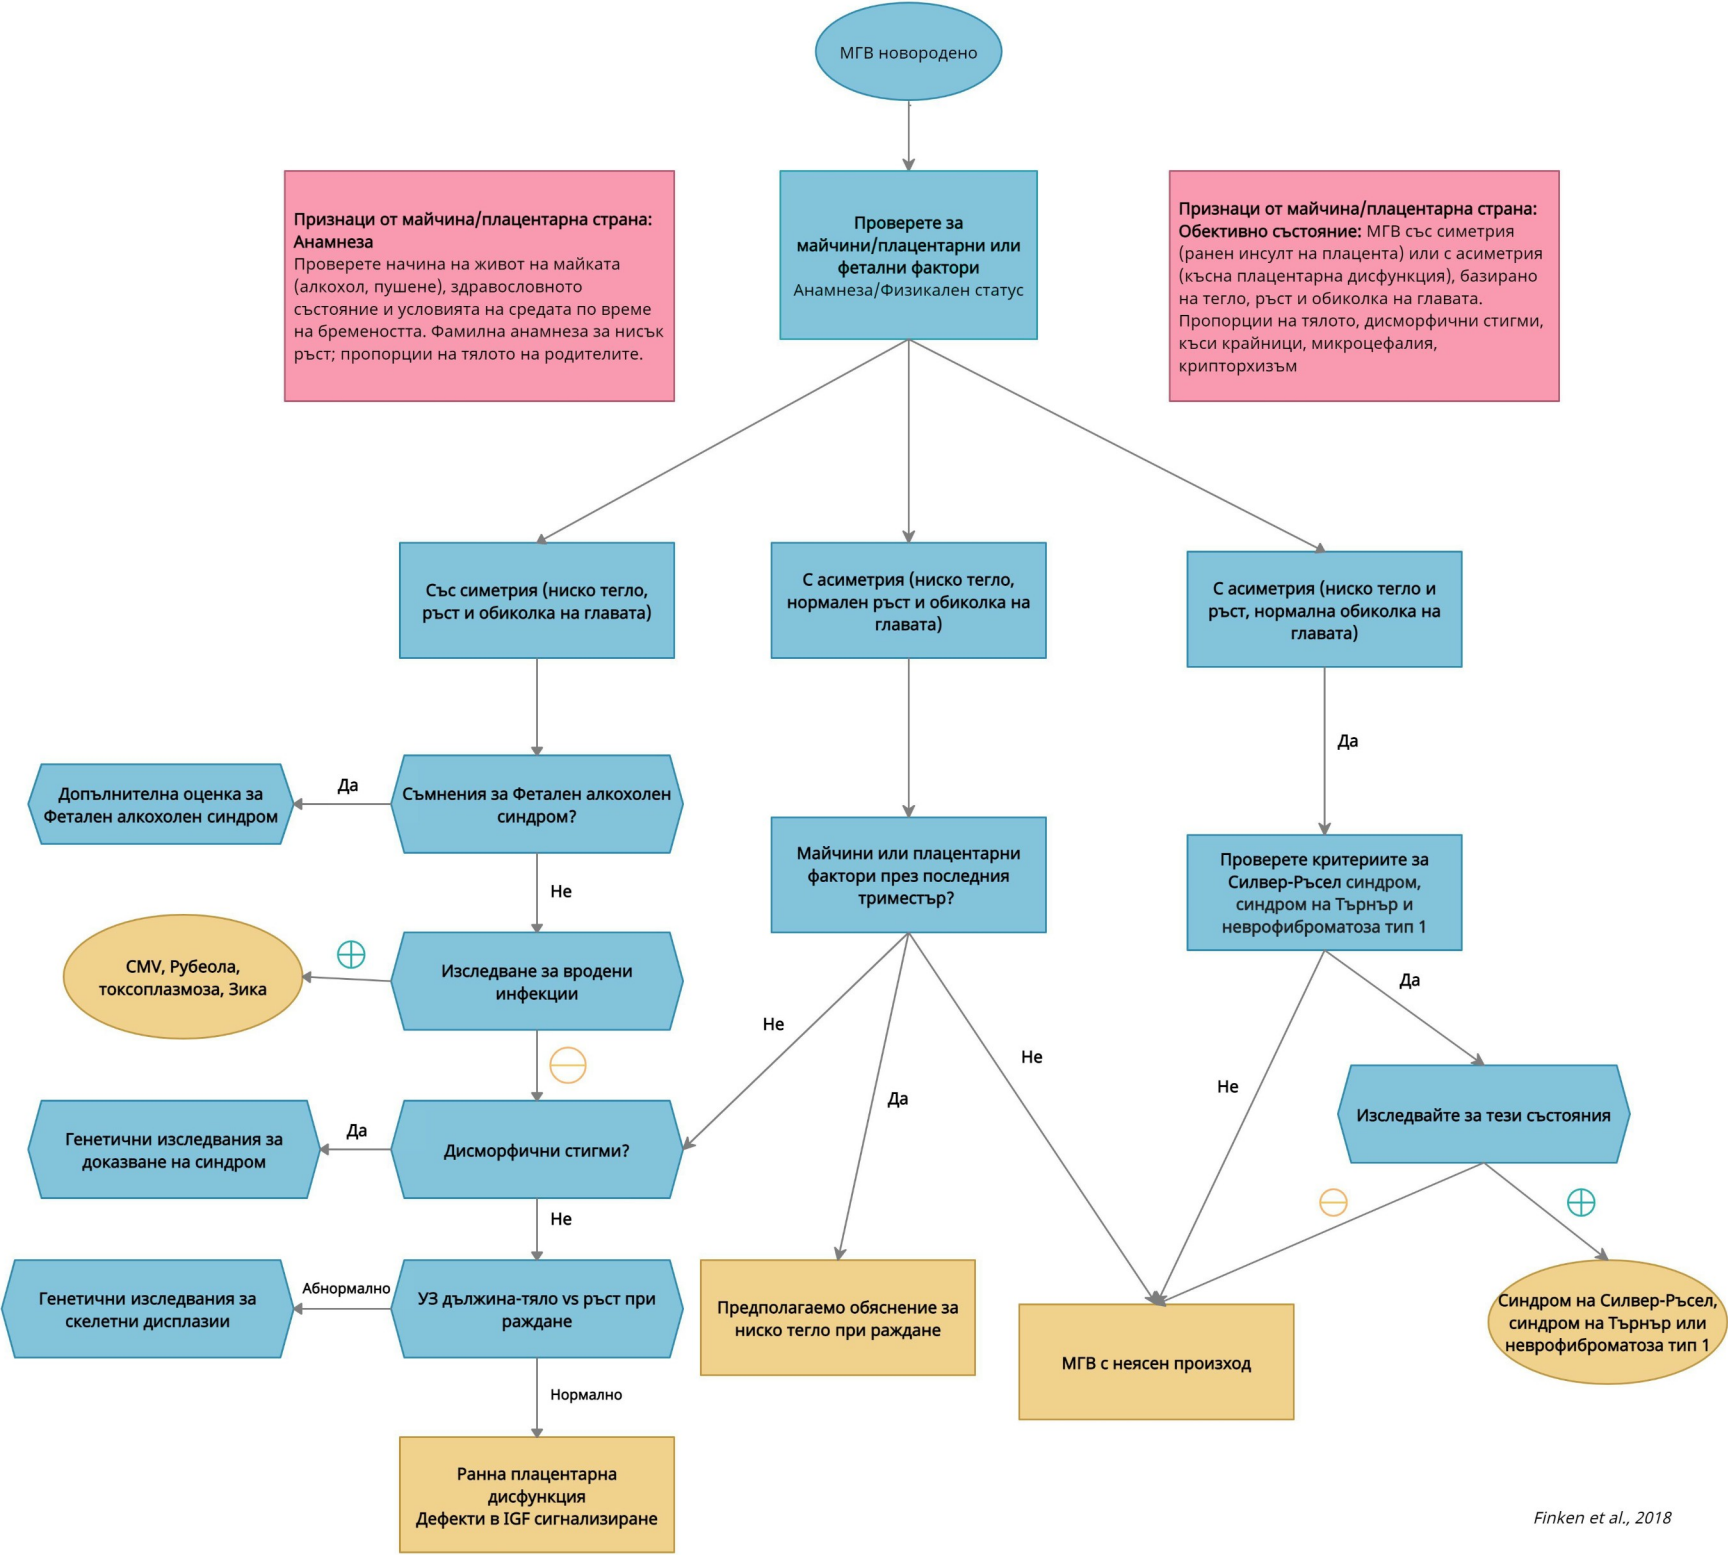 МГВ новородено
Признаци от майчина/плацентарна страна:
Анамнеза
Проверете начина на живот на майката
(алкохол, пушене), здравословното
състояние и условията на средата по време
на бремеността. Фамилна анамнеза за нисък
ръст; пропорции на тялото на родителите.
Проверете за
майчини/плацентарни или
фетални фактори
Анамнеза/Физикален статус
Признаци от майчина/плацентарна страна:
Обективно състояние: МГВ със симетрия
(ранен инсулт на плацента) или с асиметрия
(късна плацентарна дисфункция), базирано
на тегло, ръст и обиколка на главата.
Пропорции на тялото, дисморфични стигми,
къси крайници, микроцефалия,
крипторхизъм
Със симетрия (ниско тегло,
ръст и обиколка на главата)
С асиметрия (ниско тегло,
нормален ръст и обиколка на
главата)
С асиметрия (ниско тегло и
ръст, нормална обиколка на
главата)
Да
Допълнителна оценка за
Фетален алкохолен синдром
Да
Съмнения за Фетален алкохолен
синдром?
Майчини или плацентарни
фактори през последния
триместър?
Проверете критериите за
Силвер-Ръсел синдром,
синдром на Търнър и
неврофиброматоза тип 1
Не
CMV, Рубеола,
токсоплазмоза, Зика
Изследване за вродени
инфекции
Не
Да
Не
Да
Не
Изследвайте за тези състояния
Генетични изследвания за
доказване на синдром
Да
Дисморфични стигми?
Не
Генетични изследвания за
скелетни дисплазии
Абнормално
УЗ дължина-тяло vs ръст при
раждане
Предполагаемо обяснение за
ниско тегло при раждане
МГВ с неясен произход
Синдром на Силвер-Ръсел,
синдром на Търнър или
неврофиброматоза тип 1
Нормално
Ранна плацентарна
дисфункция
Дефекти в IGF сигнализиране
Finken et al., 2018